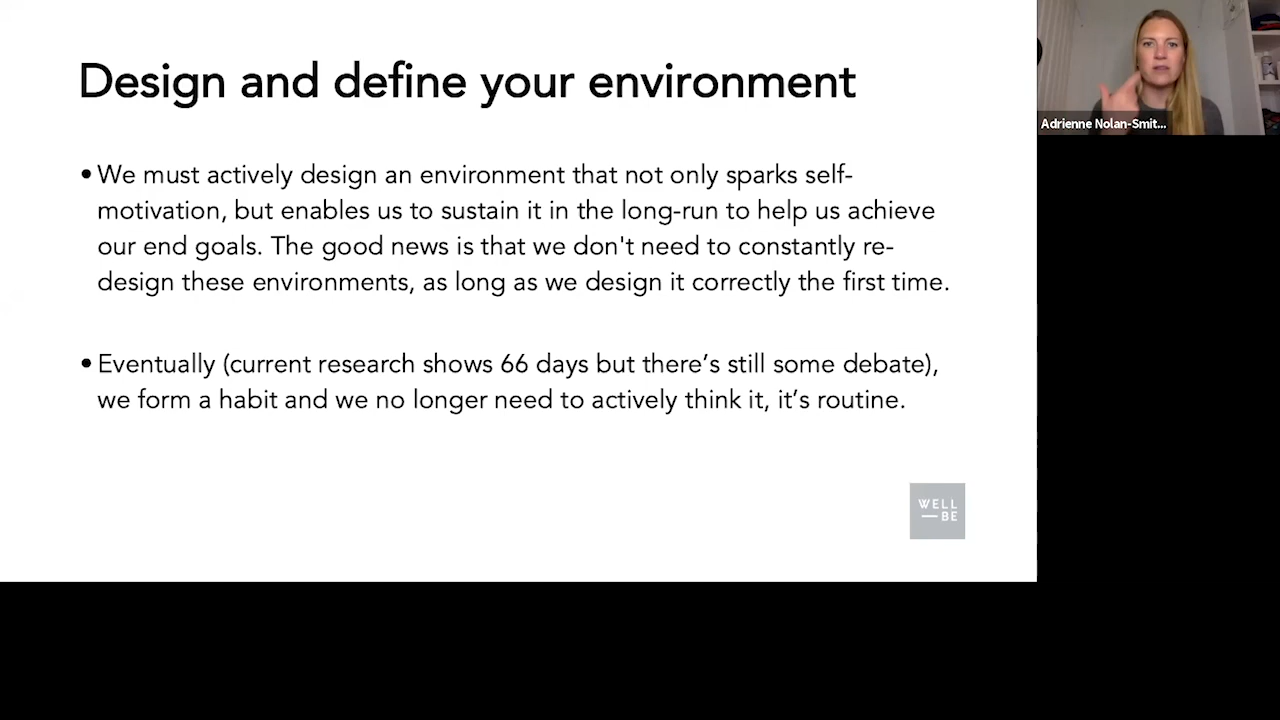 Design and define your environment
• We must actively design an environment that not only sparks self-
motivation, but enables us to sustain it in the long-run to help us achieve
our end goals. The good news is that we don't need to constantly re-
design these environments, as long as we design it correctly the first time.
• Eventually (current research shows 66 days but there’s still some debate),
we form a habit and we no longer need to actively think it, it’s routine.
WELL
—BE
Adrienne Nolan-Smit...